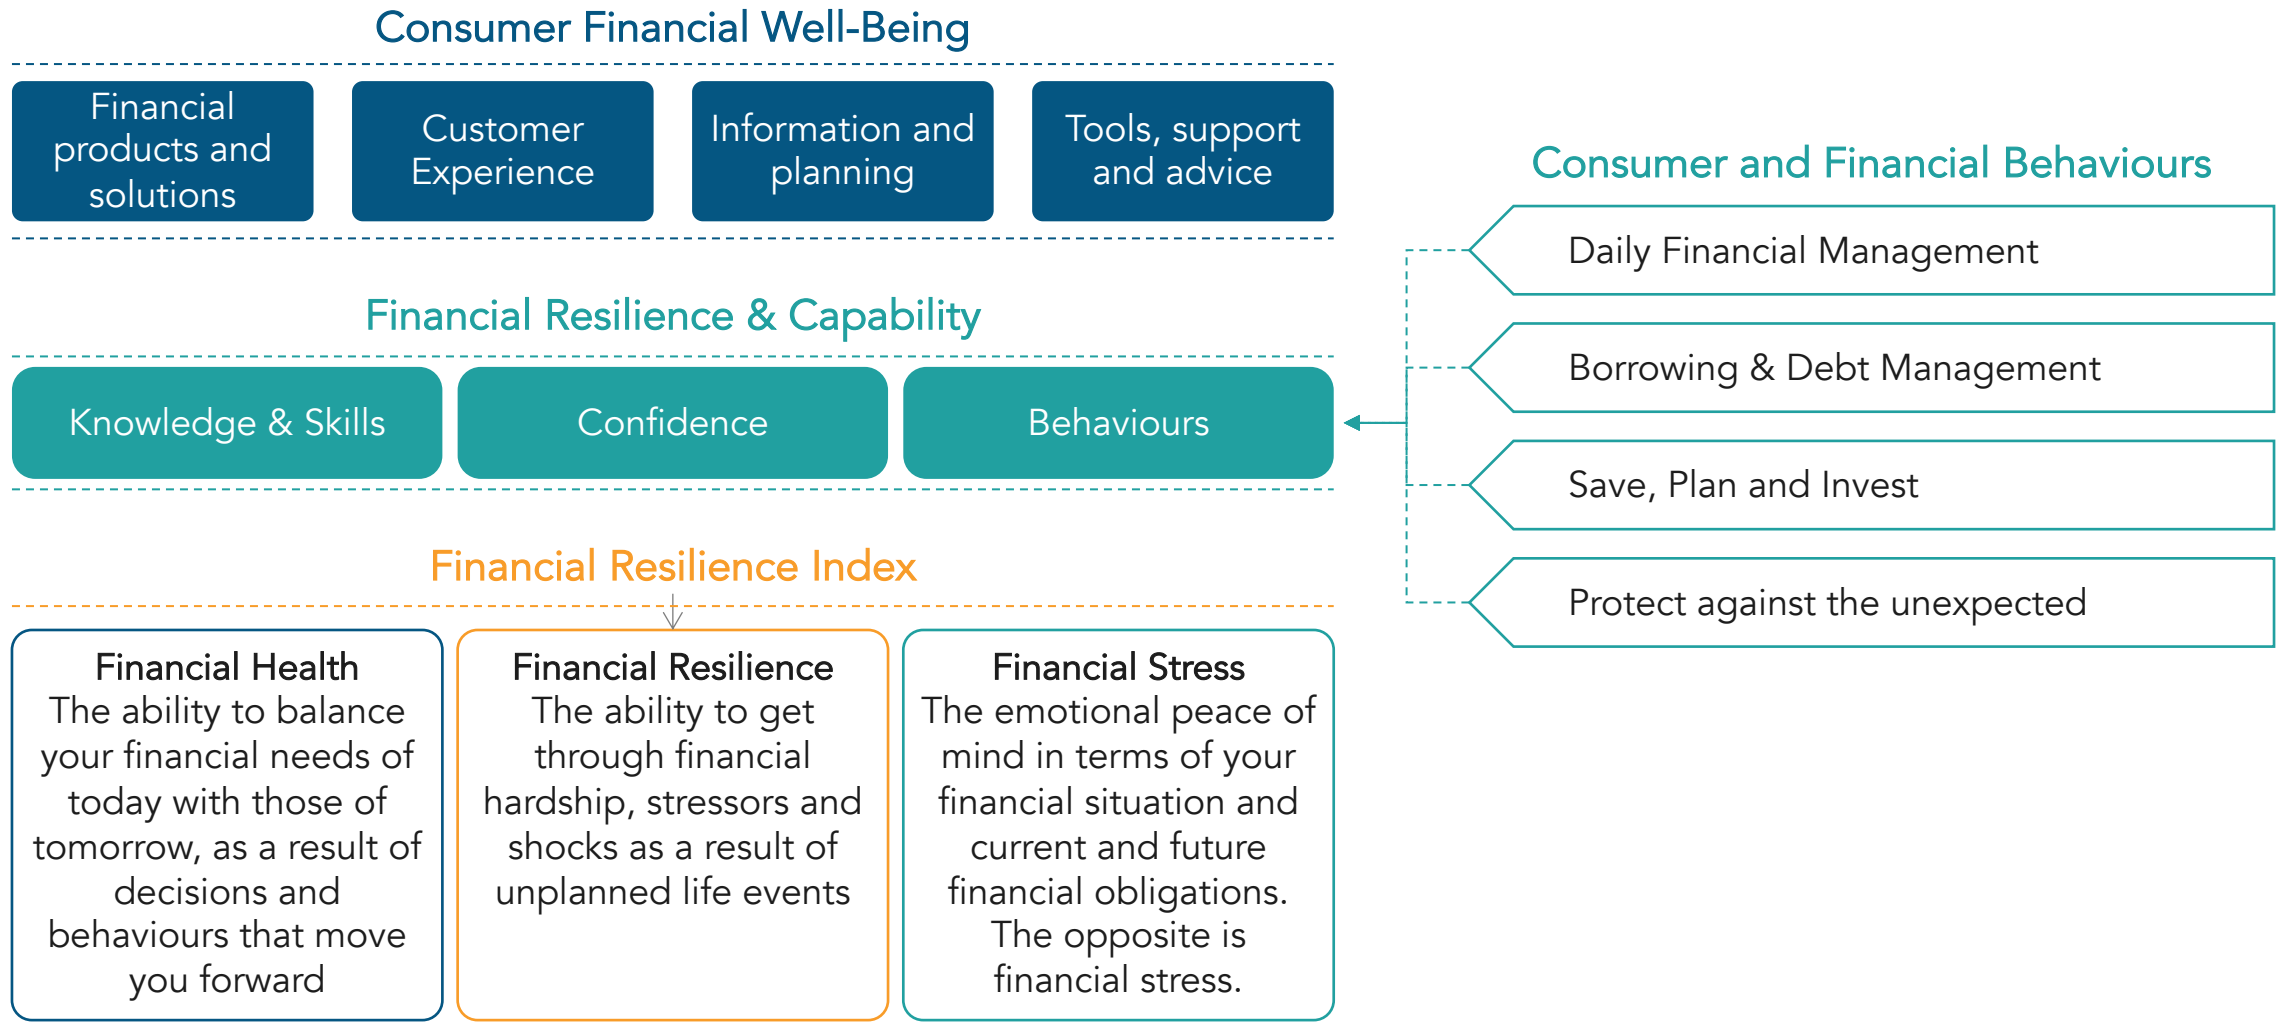 Consumer Financial Well-Being
Financial
products and
solutions
Customer
Experience
Information and
planning
Tools, support
and advice
Financial Resilience & Capability
Knowledge & Skills
Confidence
Behaviours
Consumer and Financial Behaviours
Daily Financial Management
Borrowing & Debt Management
Save, Plan and Invest
Protect against the unexpected
Financial Resilience Index
Financial Health
The ability to balance
your financial needs of
today with those of
tomorrow, as a result of
decisions and
behaviours that move
you forward
Financial Resilience
The ability to get
through financial
hardship, stressors and
shocks as a result of
unplanned life events
Financial Stress
The emotional peace of
mind in terms of your
financial situation and
current and future
financial obligations.
The opposite is
financial stress.